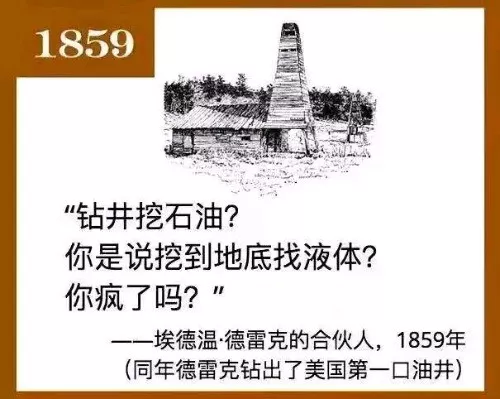 1859
“钻井挖石油？
你是说挖到地底找液体？
你疯了吗？”
——埃德温·德雷克的合伙人，1859年
（同年德雷克钻出了美国第一口油井）